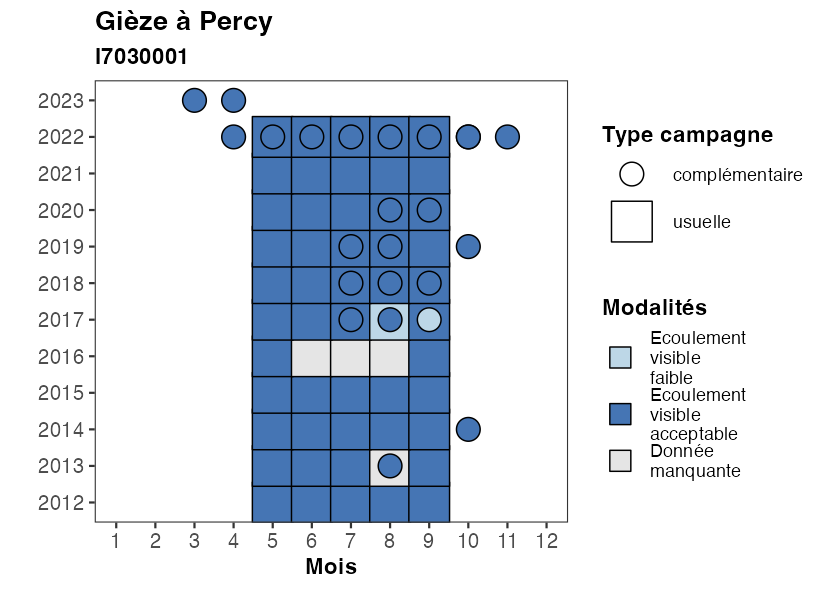 Gièze à Percy
I7030001
2023
2022
2021
2020
2019
2018
2017
2016
2015
2014
2013
2012
1 2 3 4 5 6 7 8 9 10 11 12
Mois
Type campagne
complémentaire
usuelle
Modalités
Ecoulement
visible
faible
Ecoulement
visible
acceptable
Donnée
manquante